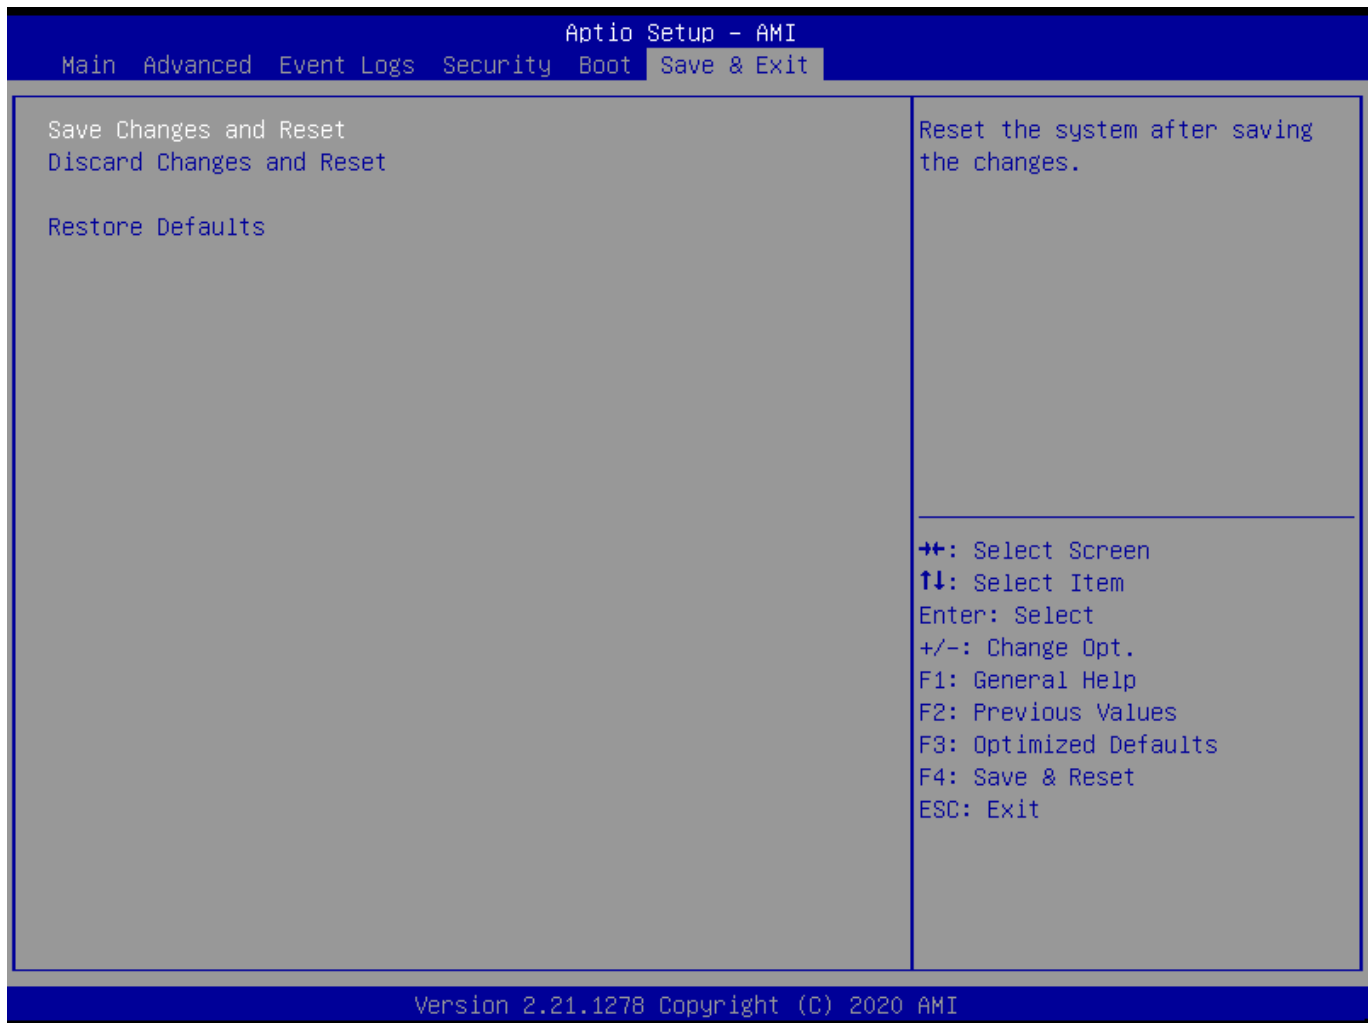 Aptio Setup – AMI
Main Advanced Event Logs Security Boot Save & Exit
Save Changes and Reset
Discard Changes and Reset
Restore Defaults
Reset the system after saving
the changes.
→←: Select Screen
↑↓: Select Item
Enter: Select
+/-: Change Opt.
F1: General Help
F2: Previous Values
F3: Optimized Defaults
F4: Save & Reset
ESC: Exit
Version 2.21.1278 Copyright (C) 2020 AMI